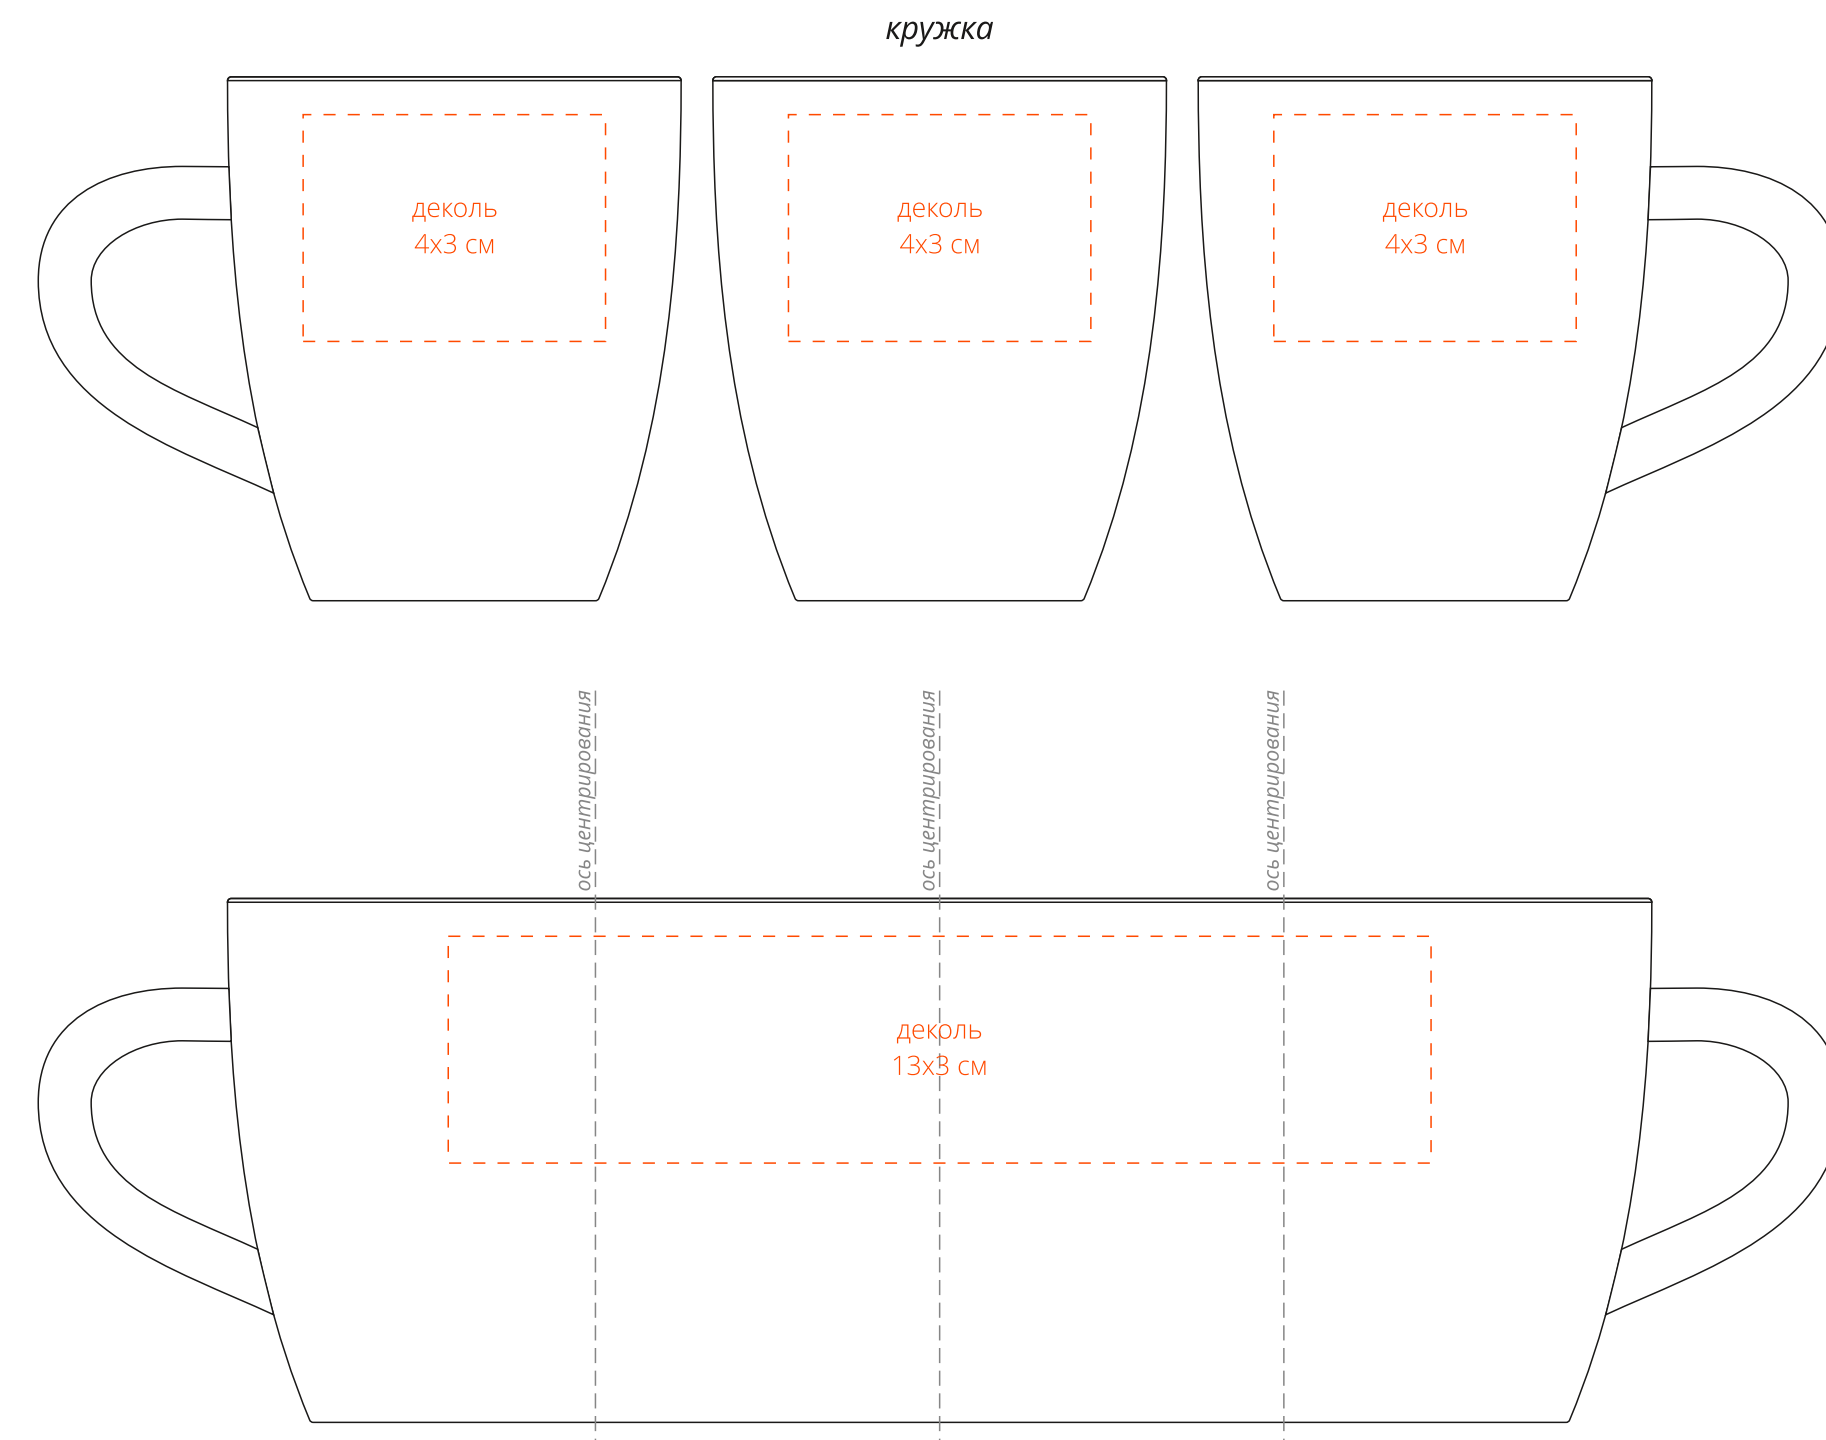 кружка
деколь
4х3 см
деколь
4х3 см
деколь
4х3 см
ось центрирования
ось центрирования
ось центрирования
деколь
13х3 см